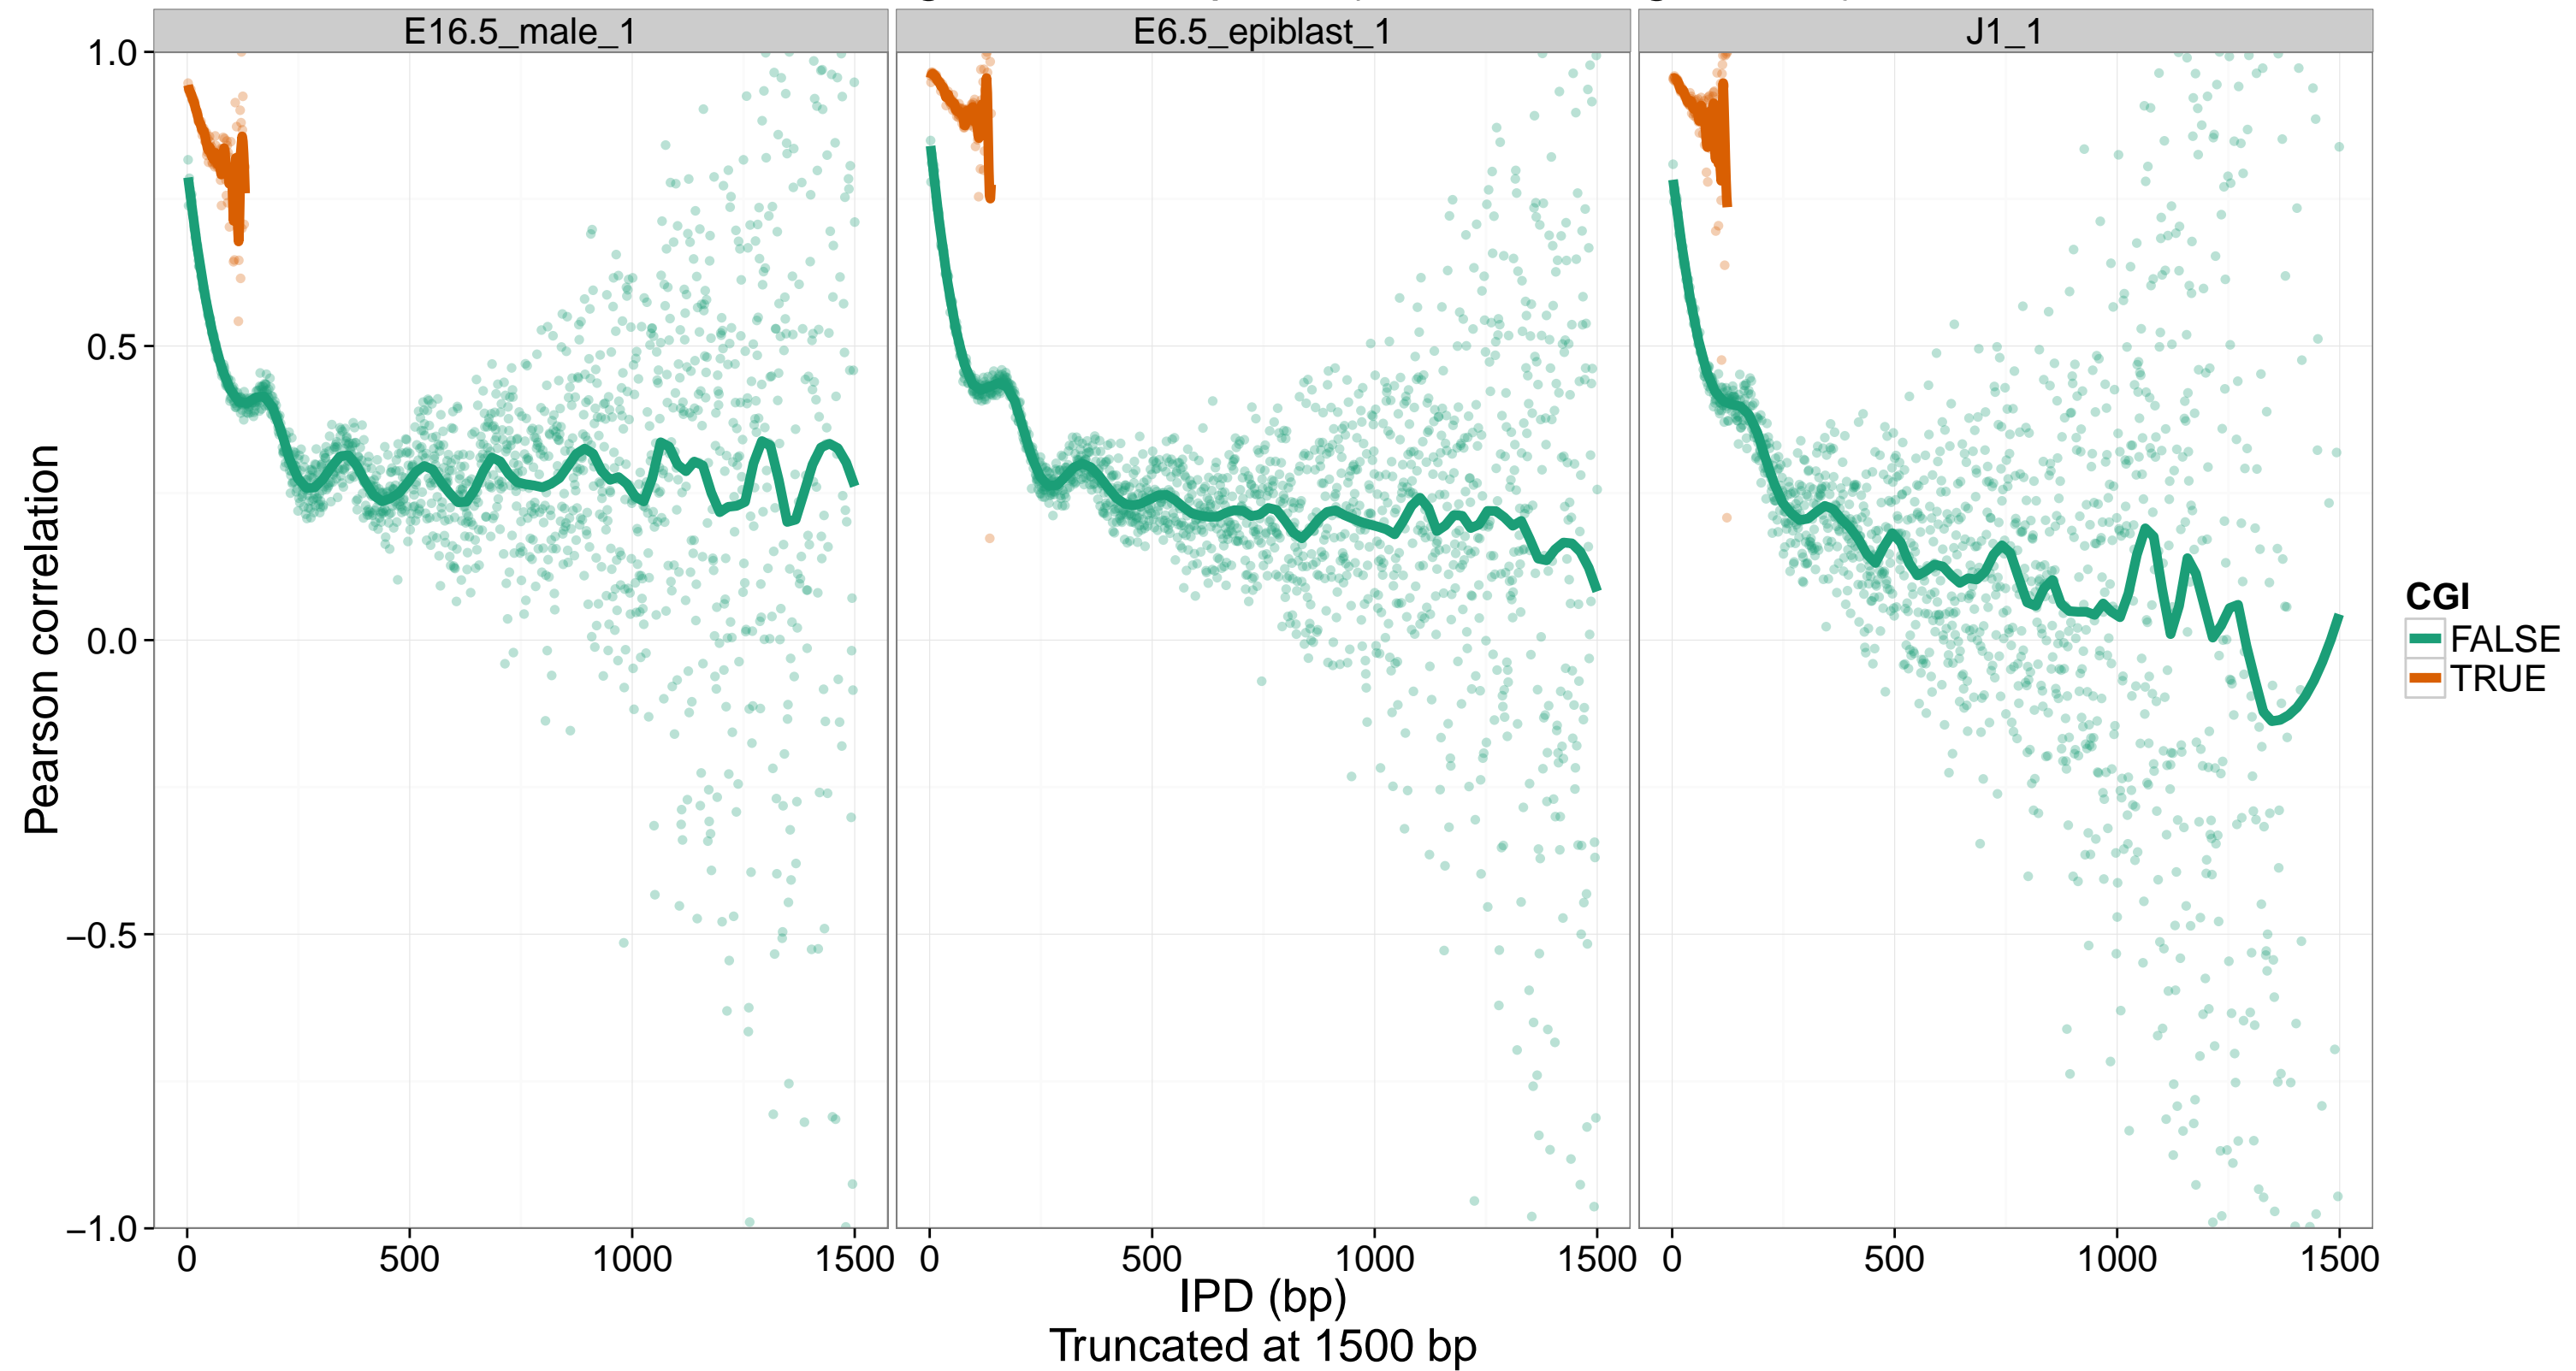 E16.5_male_1 E6.5_epiblast_1 J1_1
1.0
0.5
0.0
−0.5
−1.0
Pearson correlation
0 500 1000 1500 0 500 1000 1500 0 500 1000 1500
IPD (bp)
Truncated at 1500 bp
CGI
FALSE
TRUE